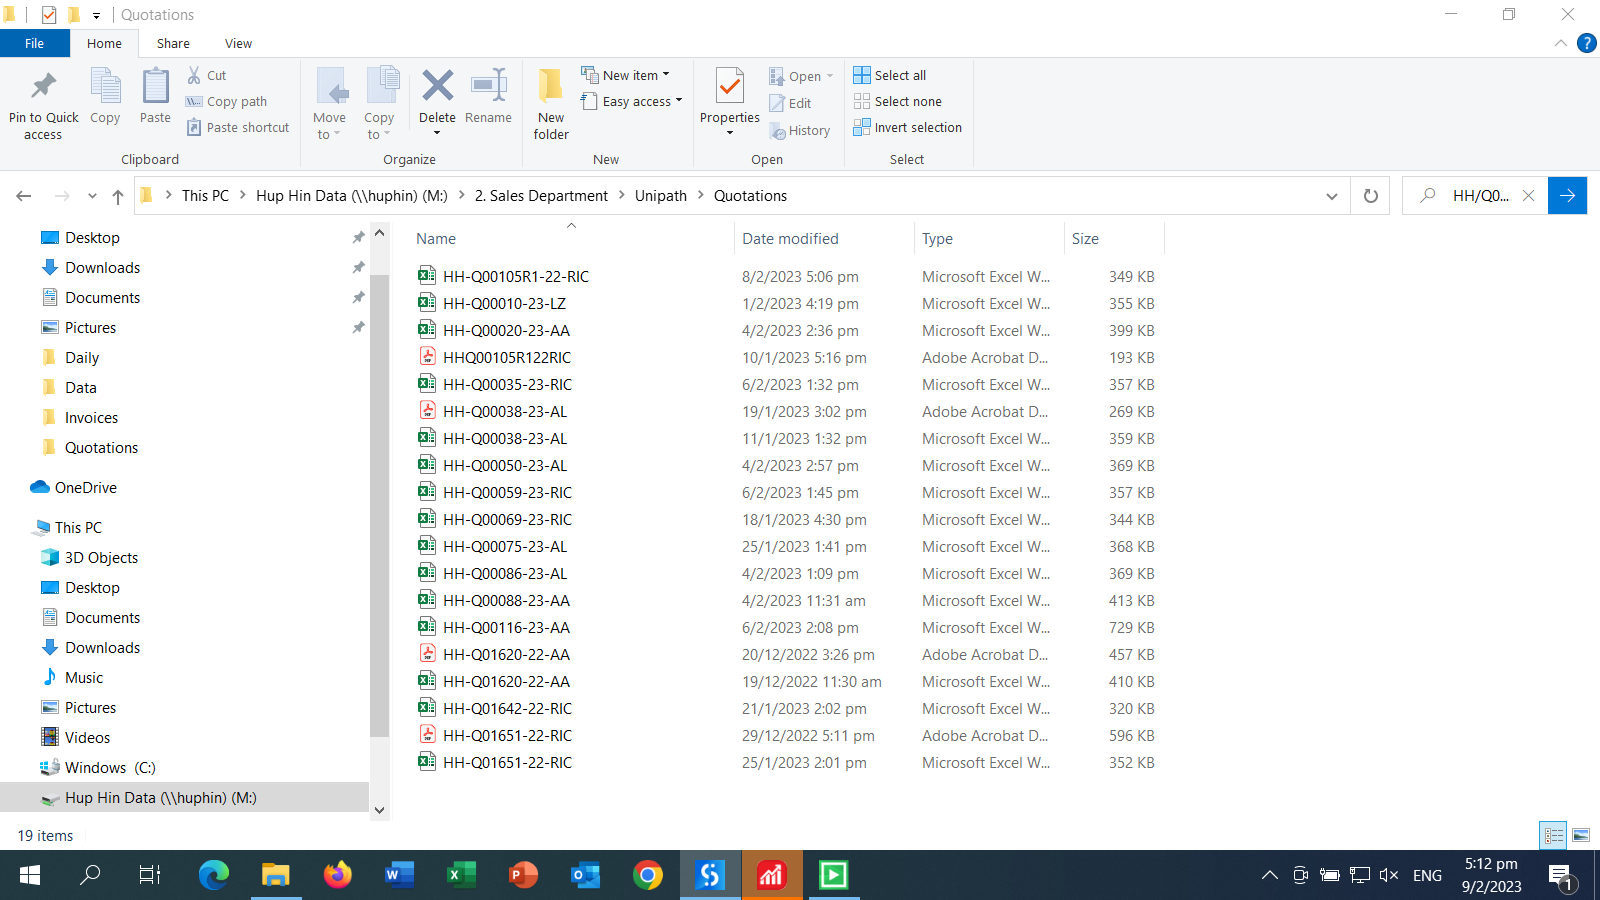 Quotations
File Home Share View
Pin to Quick access
Copy
Paste
Cut
Copy path
Paste shortcut
Clipboard
Move to
Copy to
Delete
Rename
Organize
New folder
New item
Easy access
New
Properties
Open
Edit
History
Open
Select all
Select none
Invert selection
Select
This PC > Hup Hin Data (\\huphin) (M:) > 2. Sales Department > Unipath > Quotations
HH/Q0...
Desktop
Downloads
Documents
Pictures
Daily
Data
Invoices
Quotations
OneDrive
This PC
3D Objects
Desktop
Documents
Downloads
Music
Pictures
Videos
Windows (C:)
Hup Hin Data (\\huphin) (M:)
Name Date modified Type Size
HH-Q00105R1-22-RIC 8/2/2023 5:06 pm Microsoft Excel W... 349 KB
HH-Q00010-23-LZ 1/2/2023 4:19 pm Microsoft Excel W... 355 KB
HH-Q00020-23-AA 4/2/2023 2:36 pm Microsoft Excel W... 399 KB
HHQ00105R122RIC 10/1/2023 5:16 pm Adobe Acrobat D... 193 KB
HH-Q00035-23-RIC 6/2/2023 1:32 pm Microsoft Excel W... 357 KB
HH-Q00038-23-AL 19/1/2023 3:02 pm Adobe Acrobat D... 269 KB
HH-Q00038-23-AL 11/1/2023 1:32 pm Microsoft Excel W... 359 KB
HH-Q00050-23-AL 4/2/2023 2:57 pm Microsoft Excel W... 369 KB
HH-Q00059-23-RIC 6/2/2023 1:45 pm Microsoft Excel W... 357 KB
HH-Q00069-23-RIC 18/1/2023 4:30 pm Microsoft Excel W... 344 KB
HH-Q00075-23-AL 25/1/2023 1:41 pm Microsoft Excel W... 368 KB
HH-Q00086-23-AL 4/2/2023 1:09 pm Microsoft Excel W... 369 KB
HH-Q00088-23-AA 4/2/2023 11:31 am Microsoft Excel W... 413 KB
HH-Q00116-23-AA 6/2/2023 2:08 pm Microsoft Excel W... 729 KB
HH-Q01620-22-AA 20/12/2022 3:26 pm Adobe Acrobat D... 457 KB
HH-Q01620-22-AA 19/12/2022 11:30 am Microsoft Excel W... 410 KB
HH-Q01642-22-RIC 21/1/2023 2:02 pm Microsoft Excel W... 320 KB
HH-Q01651-22-RIC 29/12/2022 5:11 pm Adobe Acrobat D... 596 KB
HH-Q01651-22-RIC 25/1/2023 2:01 pm Microsoft Excel W... 352 KB
19 items
ENG
5:12 pm
9/2/2023
1